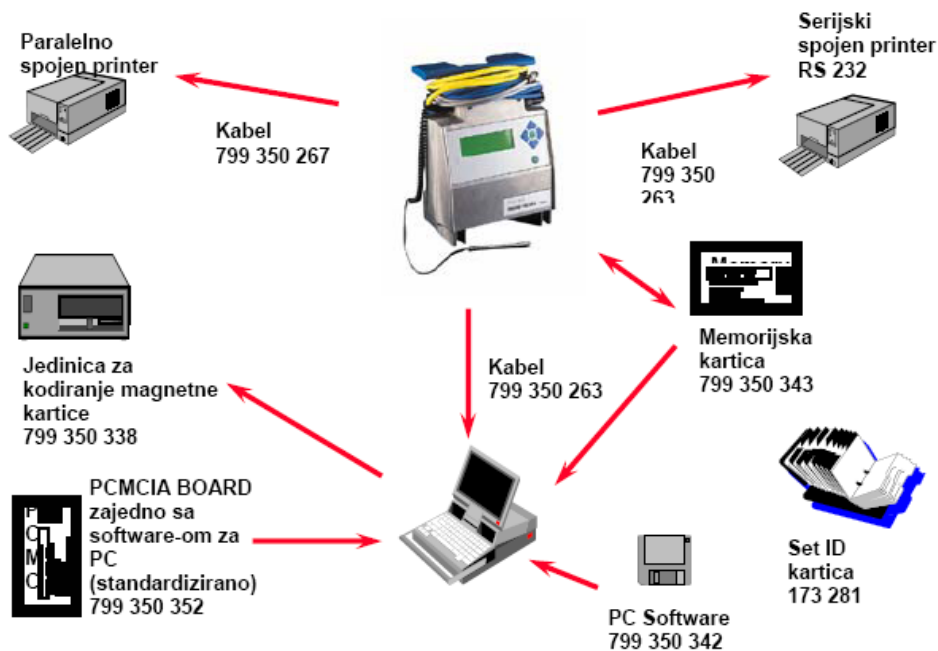 Paralelno
spojen printer
Kabel
799 350 267
Serijski
spojen printer
RS 232
Kabel
799 350
263
Jedinica za
kodiranje magnetne
kartice
799 350 338
Kabel
799 350 263
Memorijska
kartica
799 350 343
PCMCIA BOARD
zajedno sa
software-om za
PC
(standardizirano)
799 350 352
PC Software
799 350 342
Set ID
kartica
173 281